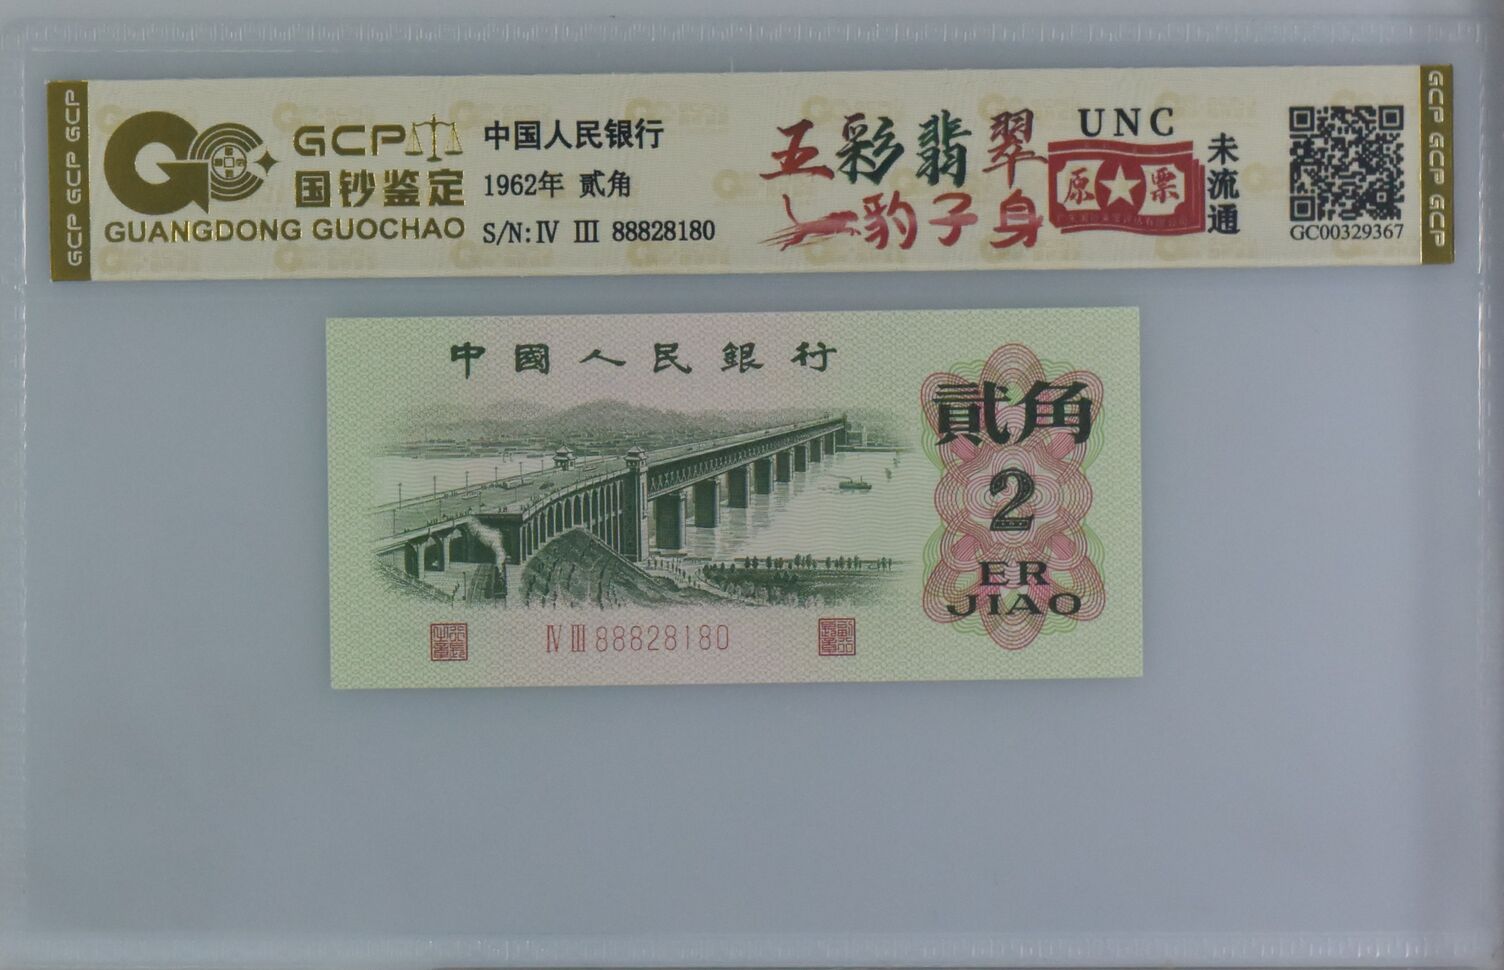 GCP GCP GCP
GCP
国钞鉴定
GUANGDONG GUOCHAO
中国人民银行
1962年 贰角
S/N: Ⅳ Ⅲ 88828180
五彩翡翠
豹子身
UNC
原★票
未流通
GC00329367
GCP GCP GCP
中國人民銀行
貳角
2
ER
JIAO
Ⅳ Ⅲ 88828180